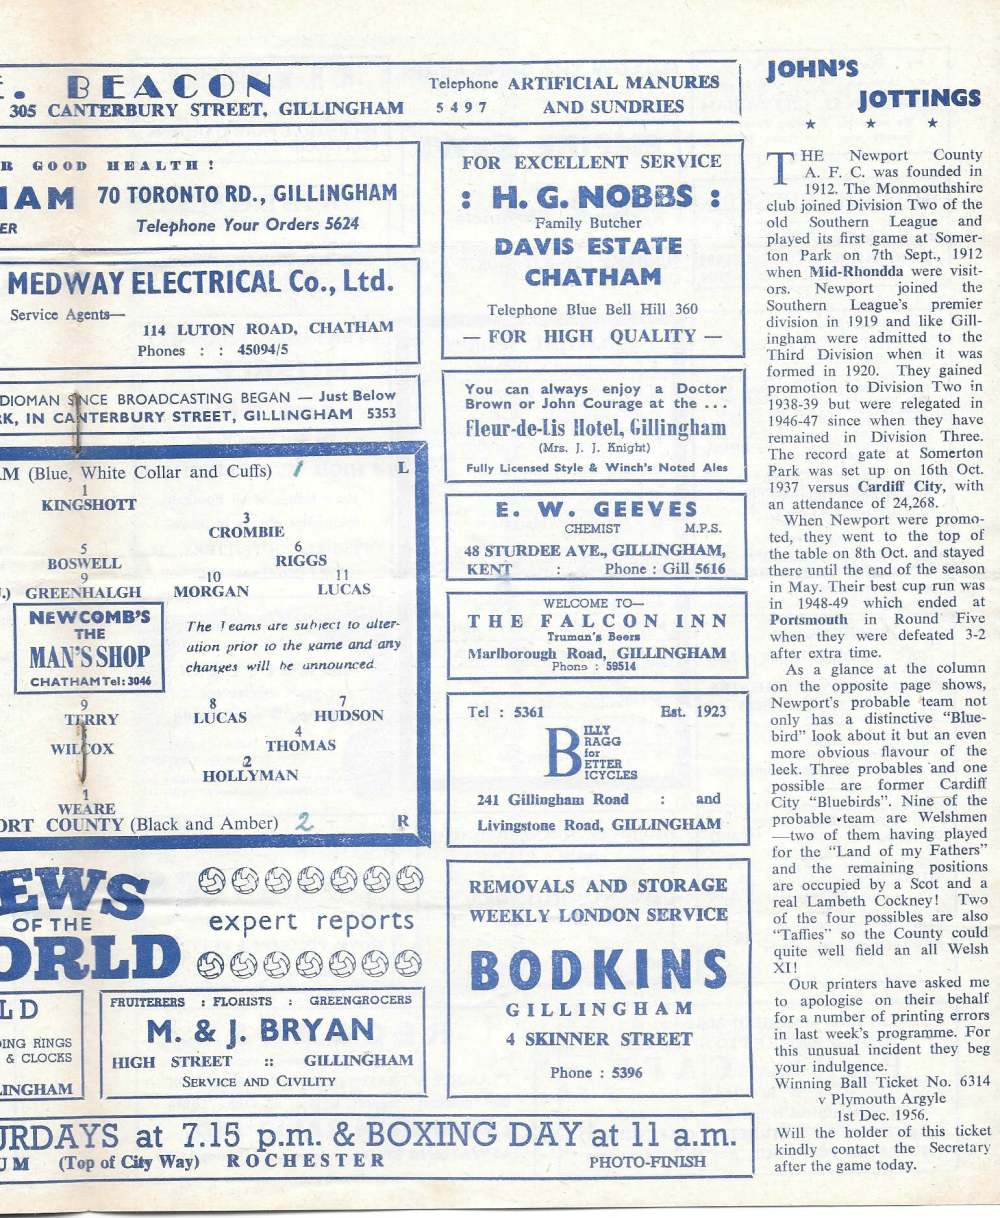 E. BEACON
305 CANTERBURY STREET, GILLINGHAM
Telephone
5497
ARTIFICIAL MANURES
AND SUNDRIES
R GOOD HEALTH !
AM 70 TORONTO RD., GILLINGHAM
ER Telephone Your Orders 5624
MEDWAY ELECTRICAL Co., Ltd.
Service Agents—
114 LUTON ROAD, CHATHAM
Phones : : 45094/5
DIOMAN SINCE BROADCASTING BEGAN — Just Below
RK, IN CANTERBURY STREET, GILLINGHAM 5353
AM (Blue, White Collar and Cuffs) 1 L
1
KINGSHOTT
3
CROMBIE
5
BOSWELL
6
RIGGS
9
.) GREENHALGH
10
MORGAN
11
LUCAS
NEWCOMB'S
THE
MAN'S SHOP
CHATHAM Tel: 3046
The Teams are subject to alter-
ation prior to the game and any
changes will be announced.
9
TERRY
8
LUCAS
7
HUDSON
WILCOX
4
THOMAS
2
HOLLYMAN
1
WEARE
ORT COUNTY (Black and Amber) 2 R
EWS
OF THE
ORLD
expert reports
LD
DING RINGS
& CLOCKS
LINGHAM
FRUITERERS : FLORISTS : GREENGROCERS
M. & J. BRYAN
HIGH STREET :: GILLINGHAM
SERVICE AND CIVILITY
URDAYS at 7.15 p.m. & BOXING DAY at 11 a.m.
UM (Top of City Way) ROCHESTER PHOTO-FINISH
FOR EXCELLENT SERVICE
: H. G. NOBBS :
Family Butcher
DAVIS ESTATE
CHATHAM
Telephone Blue Bell Hill 360
— FOR HIGH QUALITY —
You can always enjoy a Doctor
Brown or John Courage at the ...
Fleur-de-Lis Hotel, Gillingham
(Mrs. J. J. Knight)
Fully Licensed Style & Winch's Noted Ales
E. W. GEEVES
CHEMIST M.P.S.
48 STURDEE AVE., GILLINGHAM,
KENT : Phone : Gill 5616
WELCOME TO—
THE FALCON INN
Truman's Beers
Marlborough Road, GILLINGHAM
Phone : 59514
Tel : 5361 Est. 1923
BILLY
BRAGG
for
BETTER
BICYCLES
241 Gillingham Road : and
Livingstone Road, GILLINGHAM
REMOVALS AND STORAGE
WEEKLY LONDON SERVICE
BODKINS
GILLINGHAM
4 SKINNER STREET
Phone : 5396
JOHN'S
JOTTINGS
THE Newport County
A. F. C. was founded in
1912. The Monmouthshire
club joined Division Two of the
old Southern League and
played its first game at Somer-
ton Park on 7th Sept., 1912
when Mid-Rhondda were visit-
ors. Newport joined the
Southern League's premier
division in 1919 and like Gill-
ingham were admitted to the
Third Division when it was
formed in 1920. They gained
promotion to Division Two in
1938-39 but were relegated in
1946-47 since when they have
remained in Division Three.
The record gate at Somerton
Park was set up on 16th Oct.
1937 versus Cardiff City, with
an attendance of 24,268.
When Newport were promo-
ted, they went to the top of
the table on 8th Oct. and stayed
there until the end of the season
in May. Their best cup run was
in 1948-49 which ended at
Portsmouth in Round Five
when they were defeated 3-2
after extra time.
As a glance at the column
on the opposite page shows,
Newport's probable team not
only has a distinctive "Blue-
bird" look about it but an even
more obvious flavour of the
leek. Three probables and one
possible are former Cardiff
City "Bluebirds". Nine of the
probable team are Welshmen
—two of them having played
for the "Land of my Fathers"
and the remaining positions
are occupied by a Scot and a
real Lambeth Cockney! Two
of the four possibles are also
"Taffies" so the County could
quite well field an all Welsh
XI!
OUR printers have asked me
to apologise on their behalf
for a number of printing errors
in last week's programme. For
this unusual incident they beg
your indulgence.
Winning Ball Ticket No. 6314
v Plymouth Argyle
1st Dec. 1956.
Will the holder of this ticket
kindly contact the Secretary
after the game today.